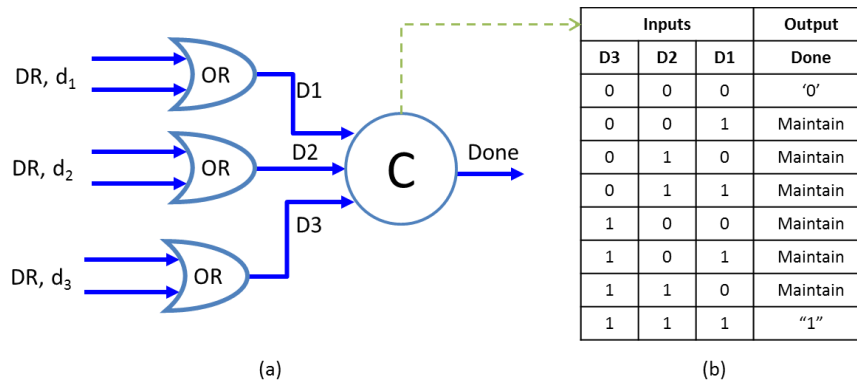 DR, d1
OR
D1
DR, d2
OR
D2
DR, d3
OR
D3
C
Done
(a)
Inputs Output
D3 D2 D1 Done
0 0 0 ‘0’
0 0 1 Maintain
0 1 0 Maintain
0 1 1 Maintain
1 0 0 Maintain
1 0 1 Maintain
1 1 0 Maintain
1 1 1 “1”
(b)